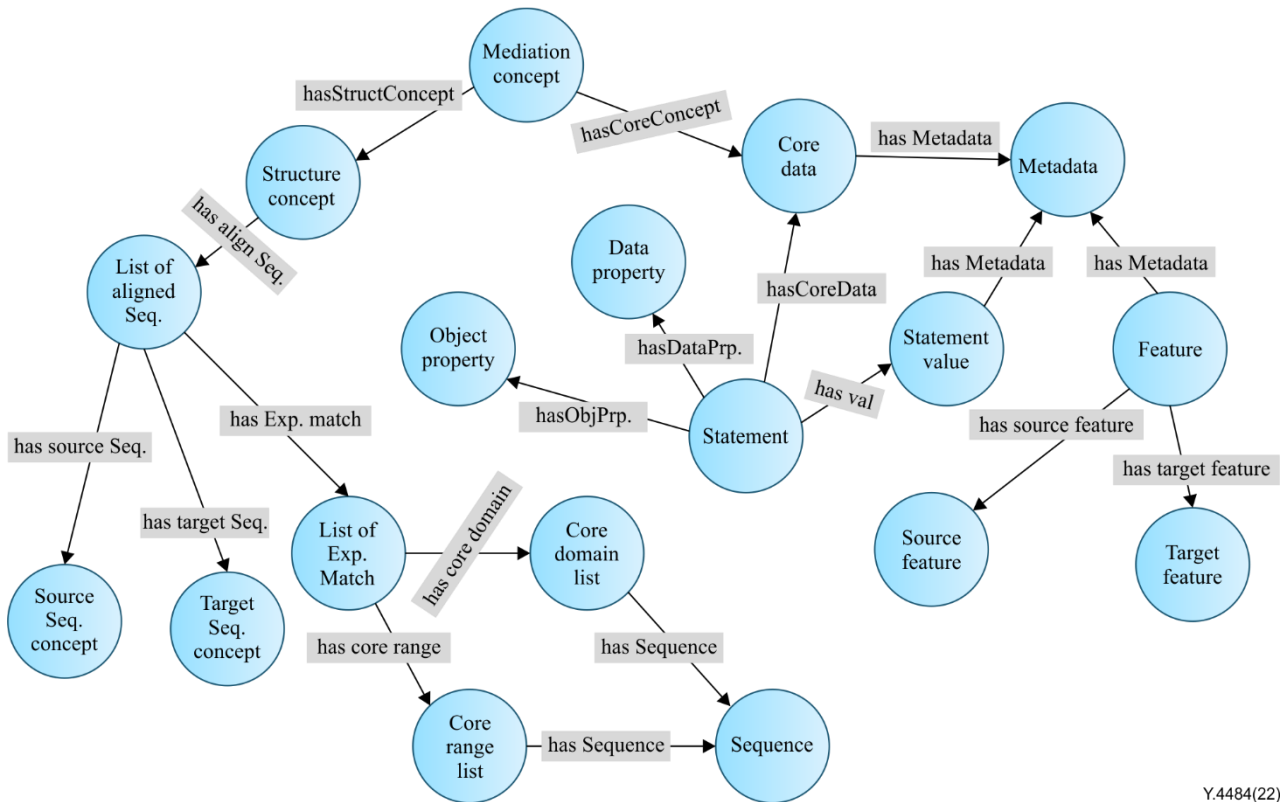 Mediation
concept
hasStructConcept
hasCoreConcept
Core
data
has Metadata
Metadata
Structure
concept
has align Seq.
List of
aligned
Seq.
Data
property
hasCoreData
has Metadata
has Metadata
Object
property
hasDataPrp.
Statement
value
Feature
hasObjPrp.
Statement
has val
has source feature
has target feature
has source Seq.
has Exp. match
has target Seq.
List of
Exp.
Match
has core domain
Core
domain
list
Source
feature
Target
feature
Source
Seq.
concept
Target
Seq.
concept
has core range
has Sequence
Core
range
list
has Sequence
Sequence
Y.4484(22)